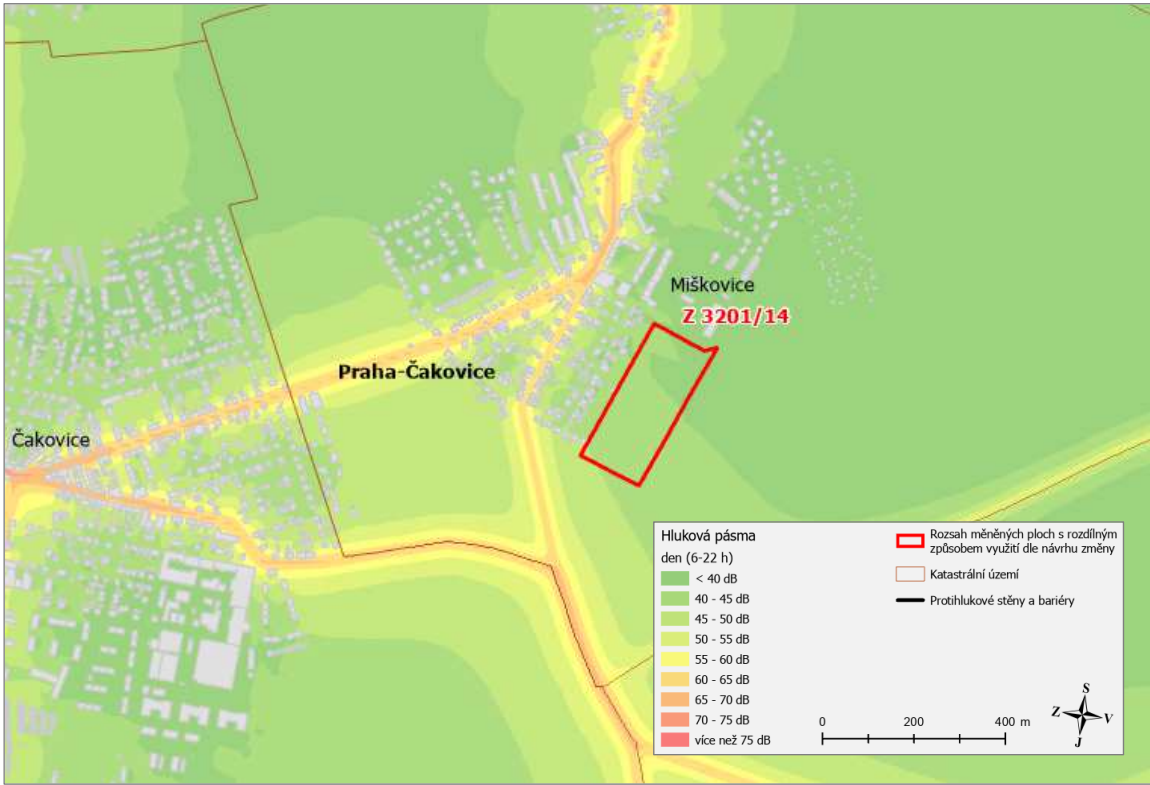 Miškovice
Z 3201/14
Praha-Čakovice
Čakovice
Hluková pásma
den (6-22 h)
< 40 dB
40 - 45 dB
45 - 50 dB
50 - 55 dB
55 - 60 dB
60 - 65 dB
65 - 70 dB
70 - 75 dB
více než 75 dB
Rozsah měněných ploch s rozdílným
způsobem využití dle návrhu změny
Katastrální území
Protihlukové stěny a bariéry
S
Z V
J
0 200 400 m